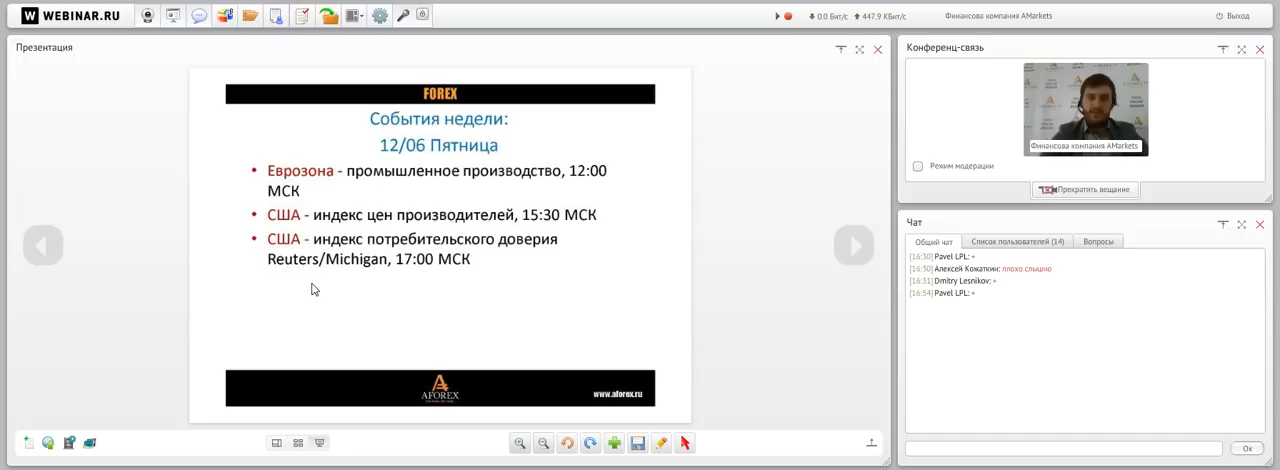 W WEBINAR.RU
0.0 Бит/с
447.9 КБит/с
Финансова компания AMarkets
Выход
Презентация
FOREX
События недели:
12/06 Пятница
• Еврозона - промышленное производство, 12:00
МСК
• США - индекс цен производителей, 15:30 МСК
• США - индекс потребительского доверия
Reuters/Michigan, 17:00 МСК
AFOREX
www.aforex.ru
Конференц-связь
Финансова компания AMarkets
Режим модерации
Прекратить вещание
Чат
Общий чат
Список пользователей (14)
Вопросы
[16:30] Pavel LPL: +
[16:30] Алексей Кожаткин: плохо слышно
[16:31] Dmitry Lesnikov: +
[16:54] Pavel LPL: +
Ок